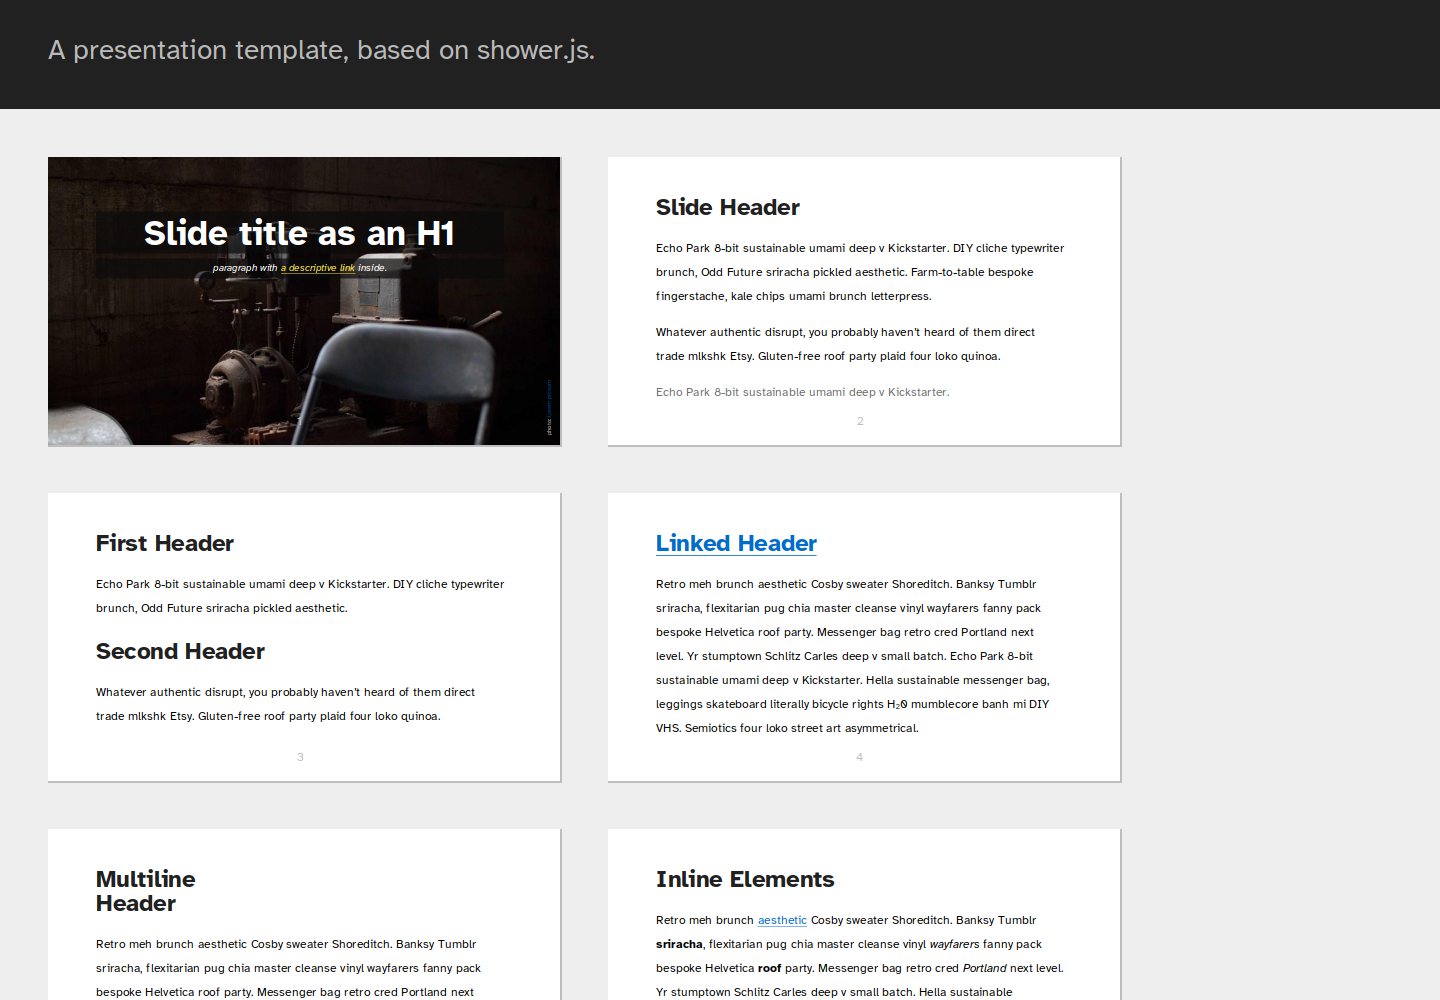 A presentation template, based on shower.js.
Slide title as an H1
paragraph with a descriptive link inside.
photo:
Slide Header
Echo Park 8-bit sustainable umami deep v Kickstarter. DIY cliche typewriter
brunch, Odd Future sriracha pickled aesthetic. Farm-to-table bespoke
fingerstache, kale chips umami brunch letterpress.
Whatever authentic disrupt, you probably haven't heard of them direct
trade mlkshk Etsy. Gluten-free roof party plaid four loko quinoa.
Echo Park 8-bit sustainable umami deep v Kickstarter.
2
First Header
Echo Park 8-bit sustainable umami deep v Kickstarter. DIY cliche typewriter
brunch, Odd Future sriracha pickled aesthetic.
Second Header
Whatever authentic disrupt, you probably haven't heard of them direct
trade mlkshk Etsy. Gluten-free roof party plaid four loko quinoa.
3
Linked Header
Retro meh brunch aesthetic Cosby sweater Shoreditch. Banksy Tumblr
sriracha, flexitarian pug chia master cleanse vinyl wayfarers fanny pack
bespoke Helvetica roof party. Messenger bag retro cred Portland next
level. Yr stumptown Schlitz Carles deep v small batch. Echo Park 8-bit
sustainable umami deep v Kickstarter. Hella sustainable messenger bag,
leggings skateboard literally bicycle rights H₂0 mumblecore banh mi DIY
VHS. Semiotics four loko street art asymmetrical.
4
Multiline
Header
Retro meh brunch aesthetic Cosby sweater Shoreditch. Banksy Tumblr
sriracha, flexitarian pug chia master cleanse vinyl wayfarers fanny pack
bespoke Helvetica roof party. Messenger bag retro cred Portland next
Inline Elements
Retro meh brunch aesthetic Cosby sweater Shoreditch. Banksy Tumblr
sriracha, flexitarian pug chia master cleanse vinyl wayfarers fanny pack
bespoke Helvetica roof party. Messenger bag retro cred Portland next level.
Yr stumptown Schlitz Carles deep v small batch. Hella sustainable